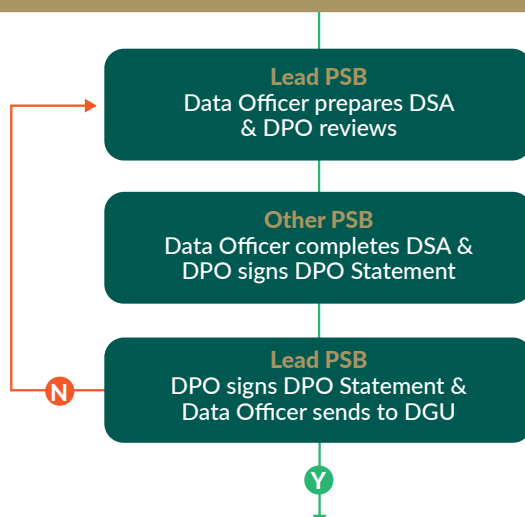 Lead PSB
Data Officer prepares DSA
& DPO reviews
Other PSB
Data Officer completes DSA &
DPO signs DPO Statement
Lead PSB
DPO signs DPO Statement &
Data Officer sends to DGU
N
Y